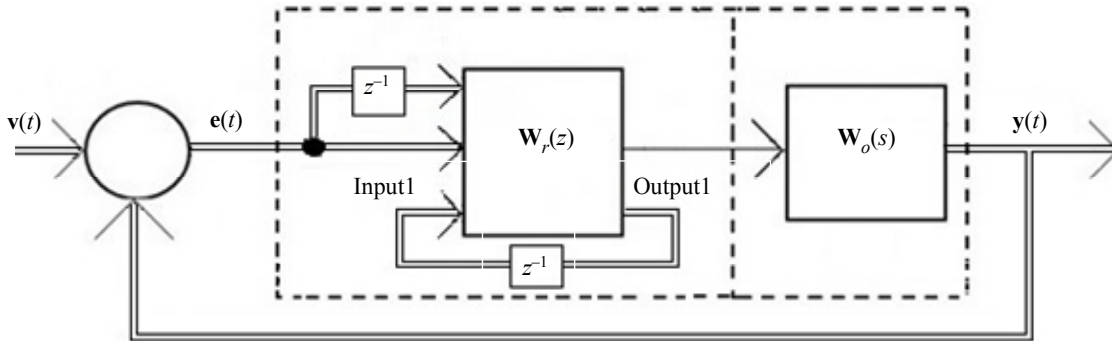 z⁻¹
v(t)
e(t)
Wᵣ(z)
Wₒ(s)
y(t)
Input1
Output1
z⁻¹